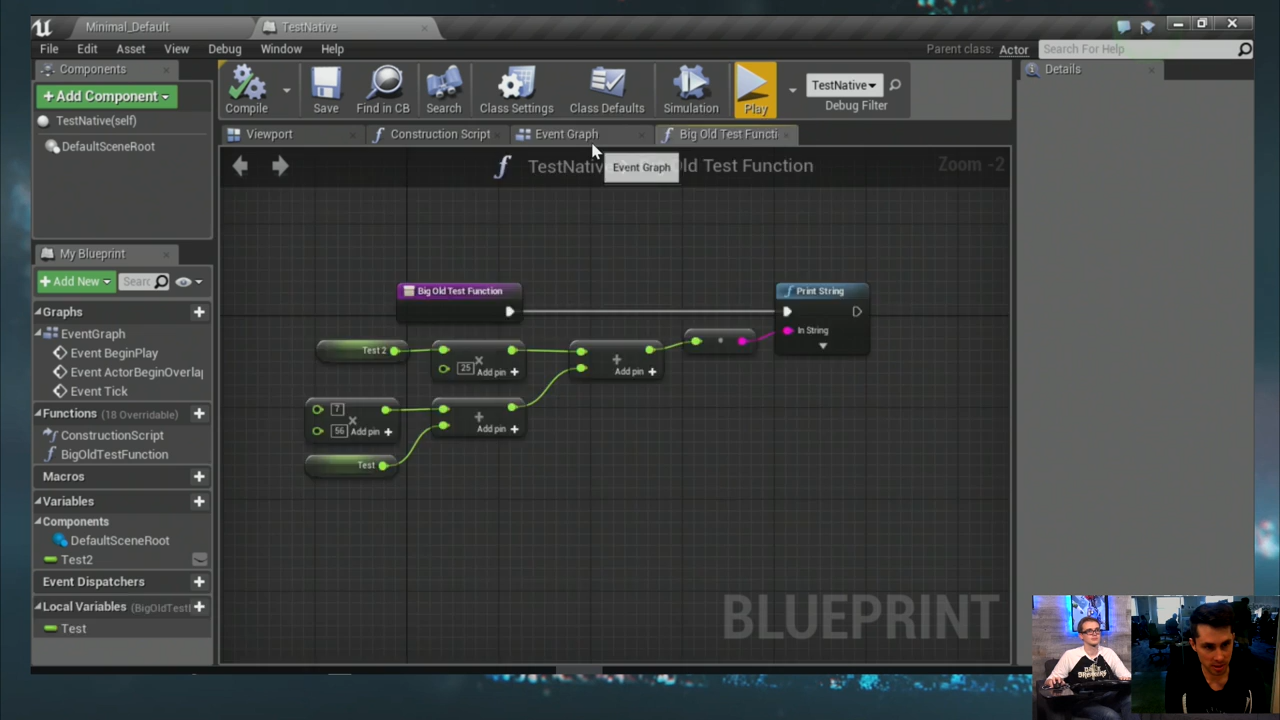 Minimal_Default
TestNative
File Edit Asset View Debug Window Help
Parent class: Actor
Search For Help
Components
+ Add Component
TestNative(self)
DefaultSceneRoot
Compile
Save
Find in CB
Search
Class Settings
Class Defaults
Simulation
Play
TestNative
Debug Filter
Details
Viewport
Construction Script
Event Graph
Big Old Test Functi
TestNativ
ld Test Function
Event Graph
Zoom -2
My Blueprint
+ Add New
Searc
Graphs
EventGraph
Event BeginPlay
Event ActorBeginOverlap
Event Tick
Functions (18 Overridable)
ConstructionScript
BigOldTestFunction
Macros
Variables
Components
DefaultSceneRoot
Test2
Event Dispatchers
Local Variables (BigOldTestI
Test
Big Old Test Function
Print String
In String
Test 2
25
Add pin +
Add pin +
7
56
Add pin +
Add pin +
Test
BLUEPRINT